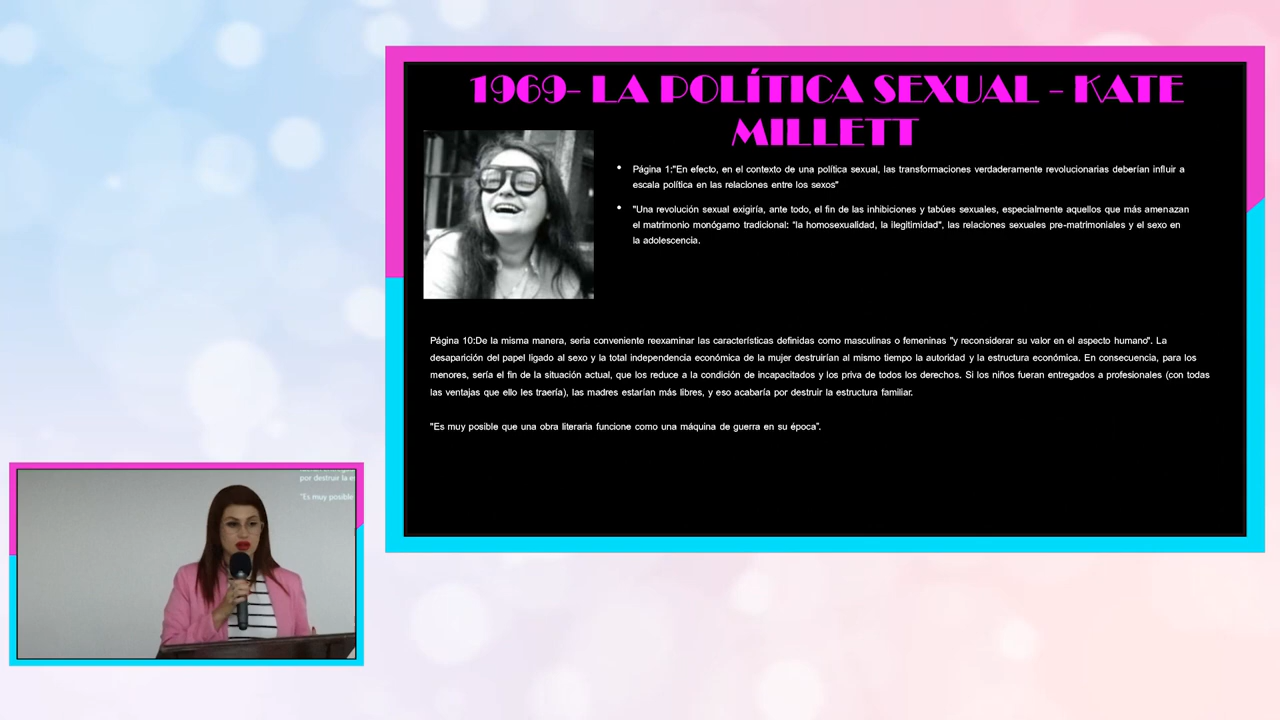 1969- LA POLÍTICA SEXUAL - KATE
MILLETT
• Página 1:"En efecto, en el contexto de una política sexual, las transformaciones verdaderamente revolucionarias deberían influir a
escala política en las relaciones entre los sexos"
• "Una revolución sexual exigiría, ante todo, el fin de las inhibiciones y tabúes sexuales, especialmente aquellos que más amenazan
el matrimonio monógamo tradicional: "la homosexualidad, la ilegitimidad", las relaciones sexuales pre-matrimoniales y el sexo en
la adolescencia.
Página 10:De la misma manera, seria conveniente reexaminar las características definidas como masculinas o femeninas "y reconsiderar su valor en el aspecto humano". La
desaparición del papel ligado al sexo y la total independencia económica de la mujer destruirían al mismo tiempo la autoridad y la estructura económica. En consecuencia, para los
menores, sería el fin de la situación actual, que los reduce a la condición de incapacitados y los priva de todos los derechos. Si los niños fueran entregados a profesionales (con todas
las ventajas que ello les traería), las madres estarían más libres, y eso acabaría por destruir la estructura familiar.
"Es muy posible que una obra literaria funcione como una máquina de guerra en su época".
por destruir la e
"Es muy posible